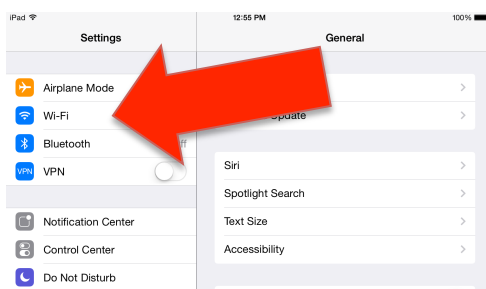 iPad 12:55 PM 100%
Settings
General
Airplane Mode
Wi-Fi
Bluetooth
VPN VPN
Notification Center
Control Center
Do Not Disturb
Siri
Spotlight Search
Text Size
Accessibility